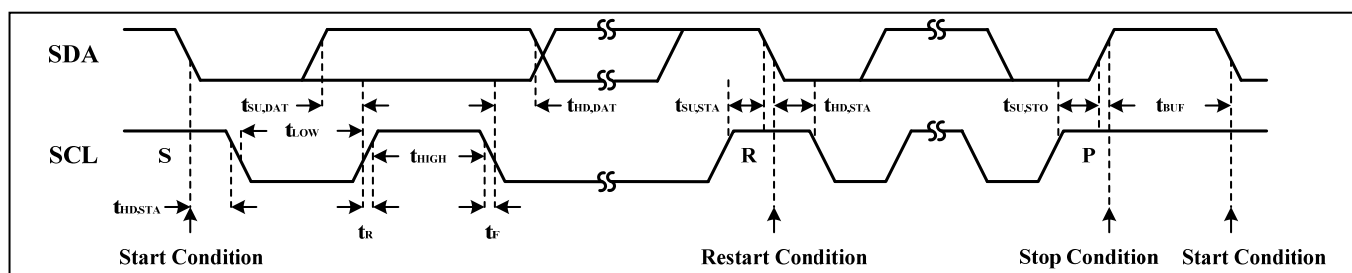 SDA
tSU,DAT
tHD,DAT
tSU,STA
tHD,STA
tSU,STO
tBUF
tLOW
SCL
S
tHIGH
R
P
tHD,STA
tR
tF
Start Condition
Restart Condition
Stop Condition
Start Condition